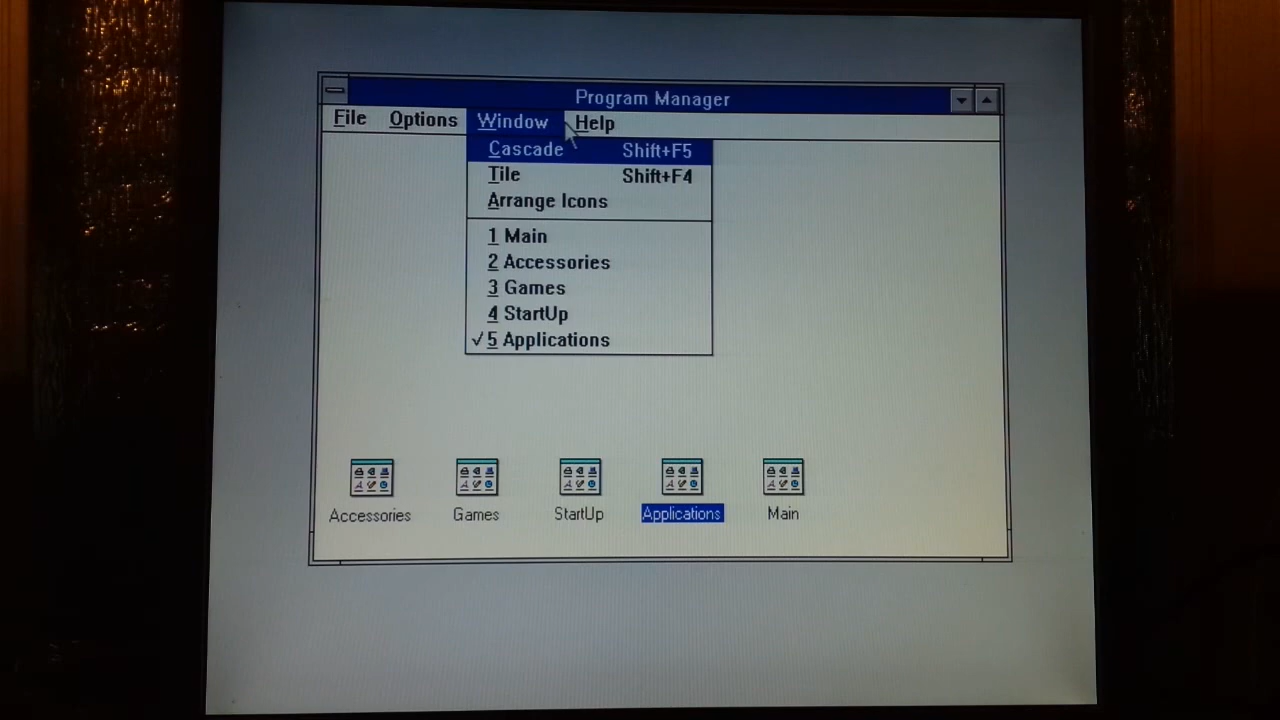 Program Manager
File Options Window Help
Cascade Shift+F5
Tile Shift+F4
Arrange Icons
1 Main
2 Accessories
3 Games
4 StartUp
✓5 Applications
Accessories Games StartUp Applications Main